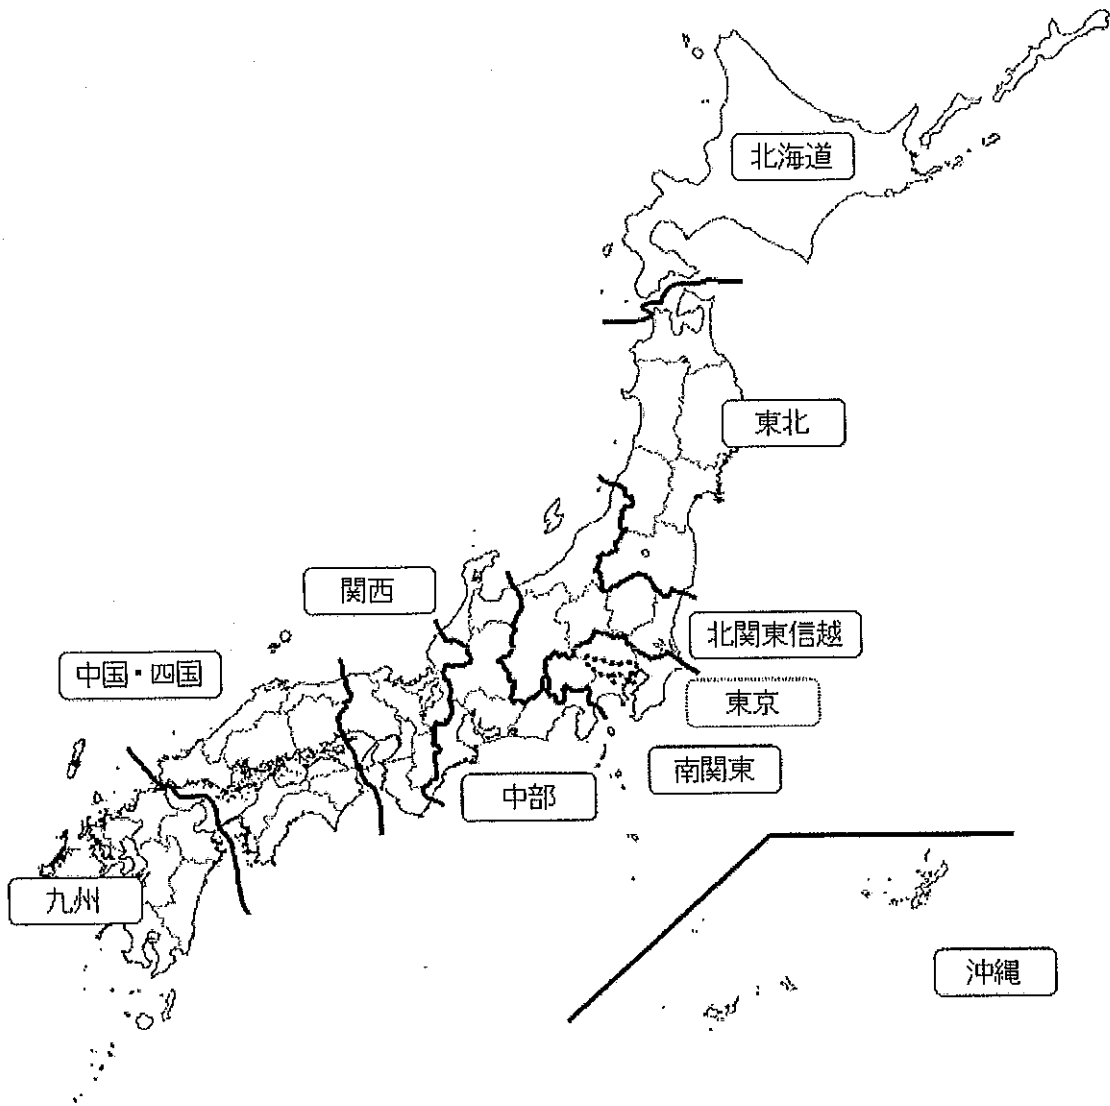 北海道
東北
関西
北関東信越
中国・四国
東京
南関東
中部
九州
沖縄